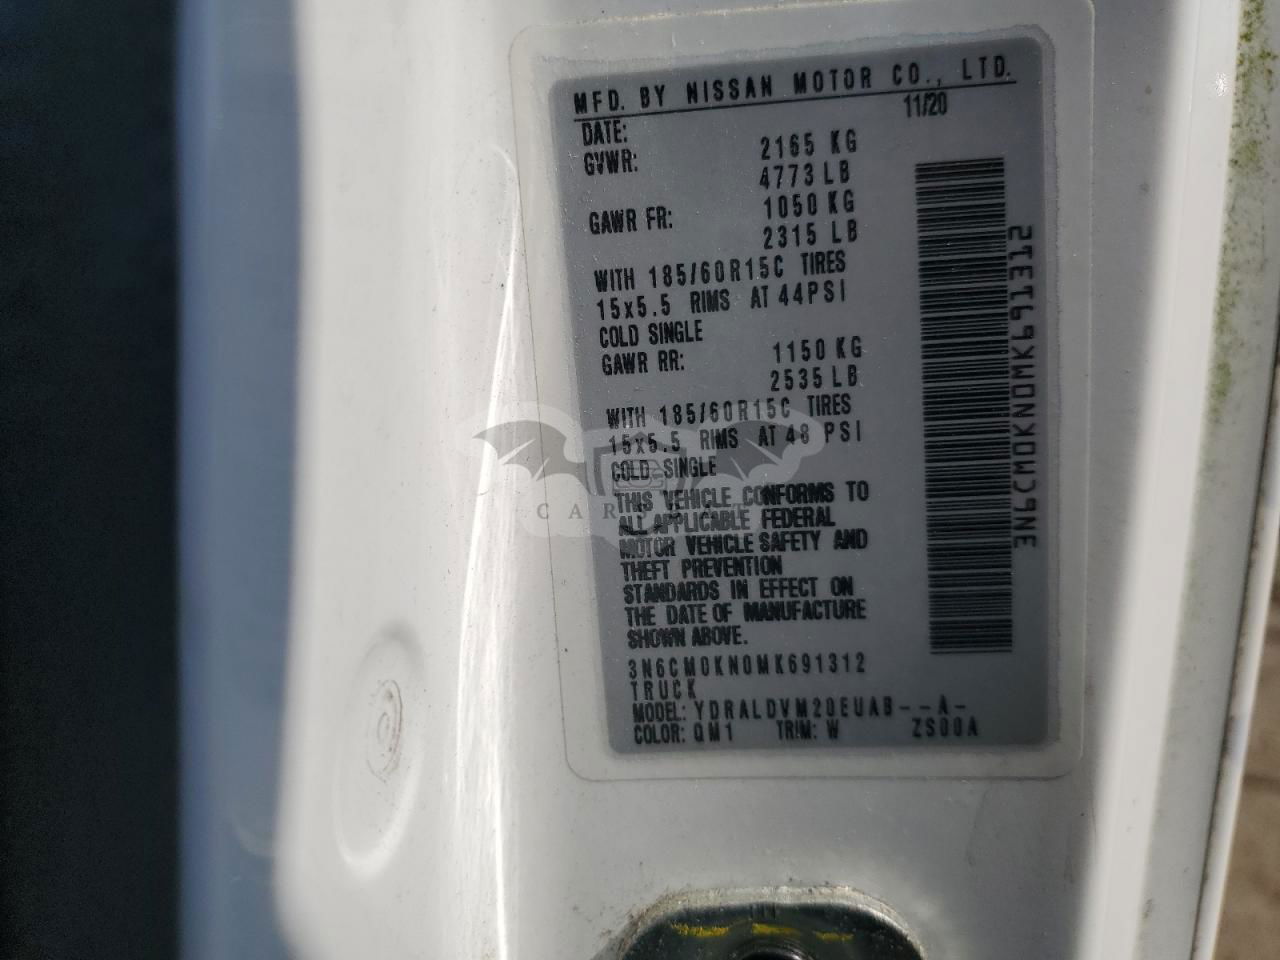 MFD. BY NISSAN MOTOR CO., LTD.
DATE: 11/20
GVWR: 2165 KG
4773 LB
GAWR FR: 1050 KG
2315 LB
WITH 185/60R15C TIRES
15x5.5 RIMS AT 44PSI
COLD SINGLE
GAWR RR: 1150 KG
2535 LB
WITH 185/60R15C TIRES
15x5.5 RIMS AT 48 PSI
COLD SINGLE
THIS VEHICLE CONFORMS TO
ALL APPLICABLE FEDERAL
MOTOR VEHICLE SAFETY AND
THEFT PREVENTION
STANDARDS IN EFFECT ON
THE DATE OF MANUFACTURE
SHOWN ABOVE.
3N6CM0KN0MK691312
TRUCK
MODEL: YDRALDVM20EUAB--A-
COLOR: QM1 TRIM: W ZS00A
3N6CM0KN0MK691312